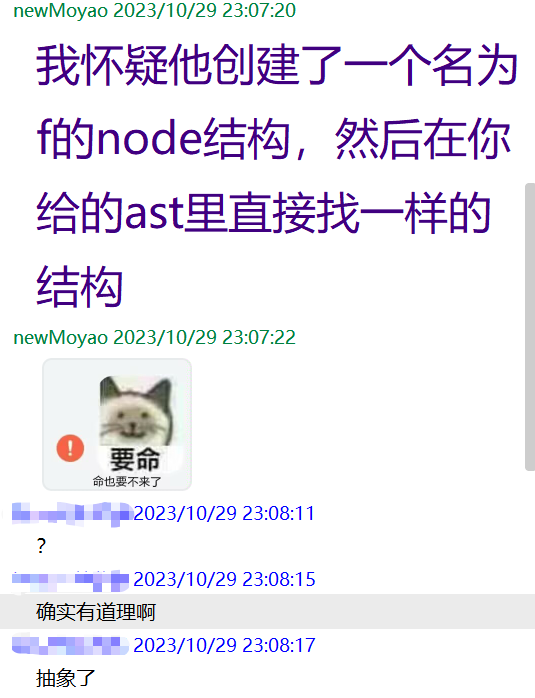 newMoyao 2023/10/29 23:07:20
我怀疑他创建了一个名为
f的node结构，然后在你
给的ast里直接找一样的
结构
newMoyao 2023/10/29 23:07:22
要命
命也要不来了
2023/10/29 23:08:11
?
2023/10/29 23:08:15
确实有道理啊
2023/10/29 23:08:17
抽象了